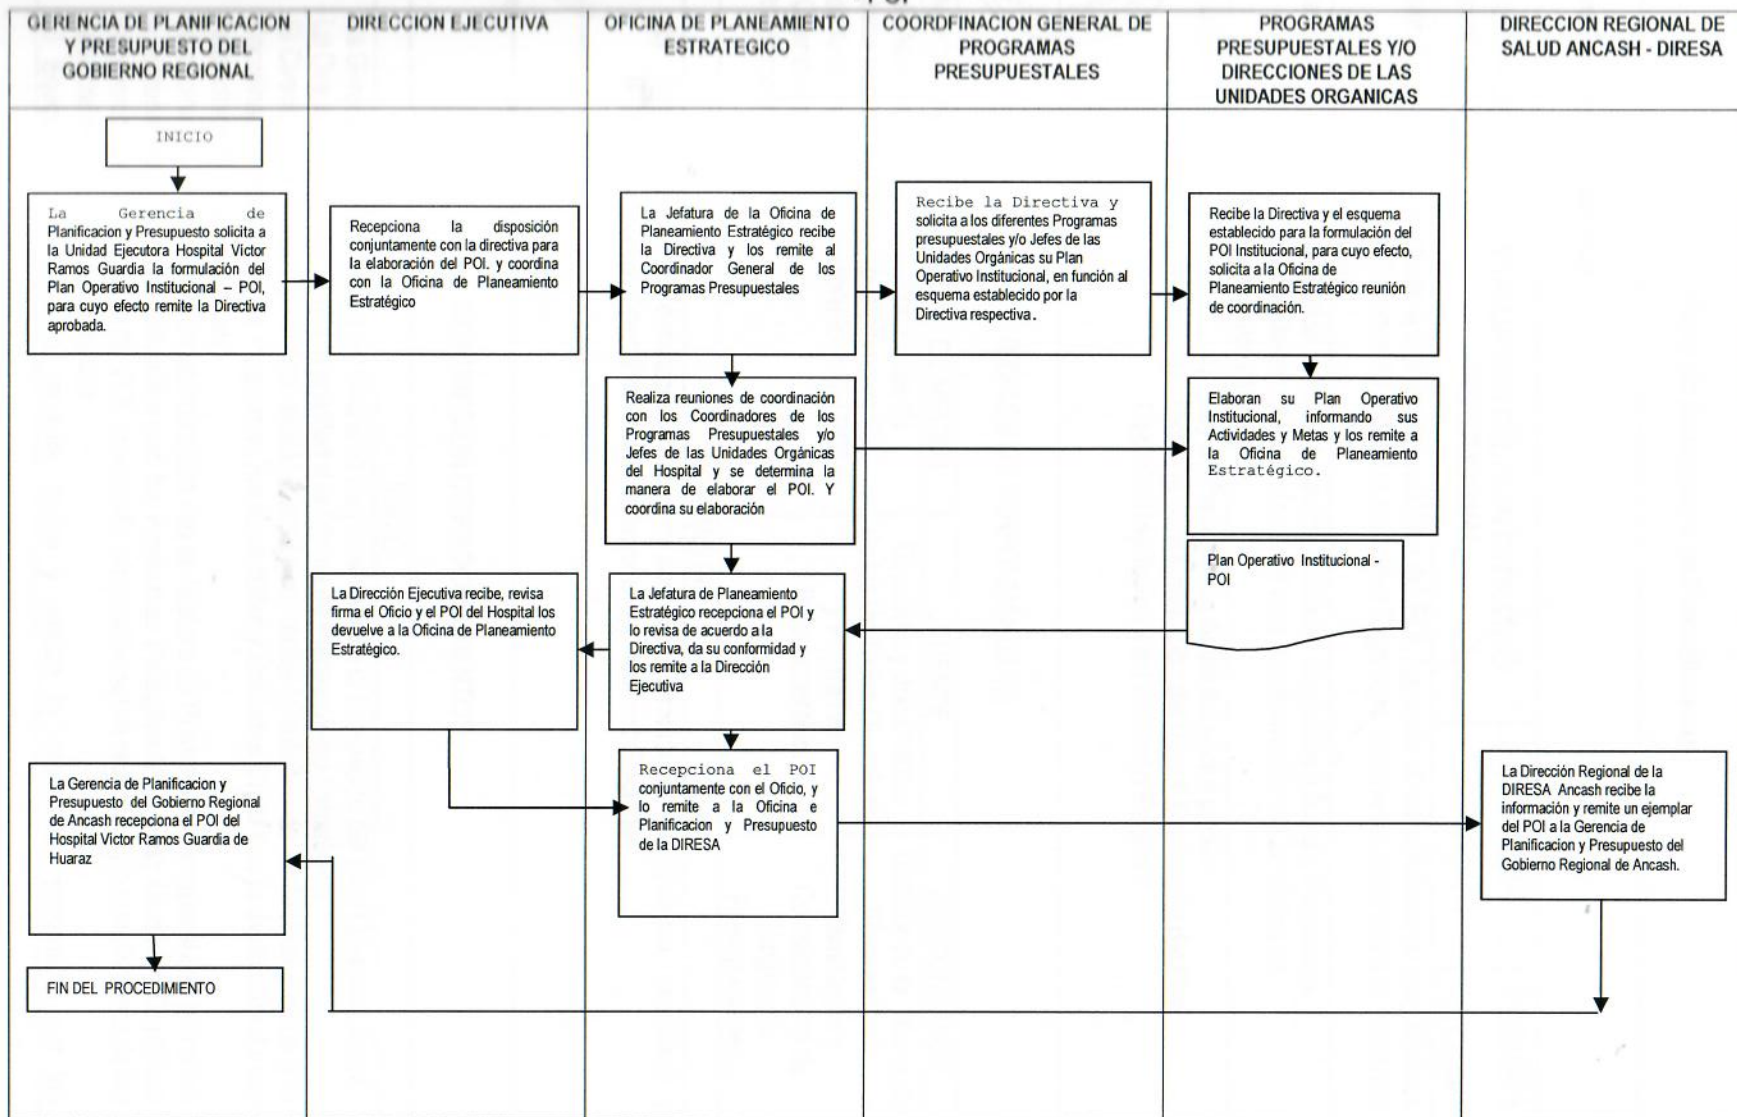 GERENCIA DE PLANIFICACION
Y PRESUPUESTO DEL
GOBIERNO REGIONAL
DIRECCION EJECUTIVA
OFICINA DE PLANEAMIENTO
ESTRATEGICO
COORDFINACION GENERAL DE
PROGRAMAS
PRESUPUESTALES
PROGRAMAS
PRESUPUESTALES Y/O
DIRECCIONES DE LAS
UNIDADES ORGANICAS
DIRECCION REGIONAL DE
SALUD ANCASH - DIRESA
INICIO
La Gerencia de
Planificacion y Presupuesto solicita a
la Unidad Ejecutora Hospital Victor
Ramos Guardia la formulación del
Plan Operativo Institucional – POI,
para cuyo efecto remite la Directiva
aprobada.
Recepciona la disposición
conjuntamente con la directiva para
la elaboración del POI. y coordina
con la Oficina de Planeamiento
Estratégico
La Jefatura de la Oficina de
Planeamiento Estratégico recibe
la Directiva y los remite al
Coordinador General de los
Programas Presupuestales
Recibe la Directiva y
solicita a los diferentes Programas
presupuestales y/o Jefes de las
Unidades Orgánicas su Plan
Operativo Institucional, en función al
esquema establecido por la
Directiva respectiva.
Recibe la Directiva y el esquema
establecido para la formulación del
POI Institucional, para cuyo efecto,
solicita a la Oficina de
Planeamiento Estratégico reunión
de coordinación.
Realiza reuniones de coordinación
con los Coordinadores de los
Programas Presupuestales y/o
Jefes de las Unidades Orgánicas
del Hospital y se determina la
manera de elaborar el POI. Y
coordina su elaboración
Elaboran su Plan Operativo
Institucional, informando sus
Actividades y Metas y los remite a
la Oficina de Planeamiento
Estratégico.
Plan Operativo Institucional -
POI
La Dirección Ejecutiva recibe, revisa
firma el Oficio y el POI del Hospital los
devuelve a la Oficina de Planeamiento
Estratégico.
La Jefatura de Planeamiento
Estratégico recepciona el POI y
lo revisa de acuerdo a la
Directiva, da su conformidad y
los remite a la Dirección
Ejecutiva
La Gerencia de Planificacion y
Presupuesto del Gobierno Regional
de Ancash recepciona el POI del
Hospital Victor Ramos Guardia de
Huaraz
Recepciona el POI
conjuntamente con el Oficio, y
lo remite a la Oficina e
Planificacion y Presupuesto
de la DIRESA
La Dirección Regional de la
DIRESA Ancash recibe la
información y remite un ejemplar
del POI a la Gerencia de
Planificacion y Presupuesto del
Gobierno Regional de Ancash.
FIN DEL PROCEDIMIENTO